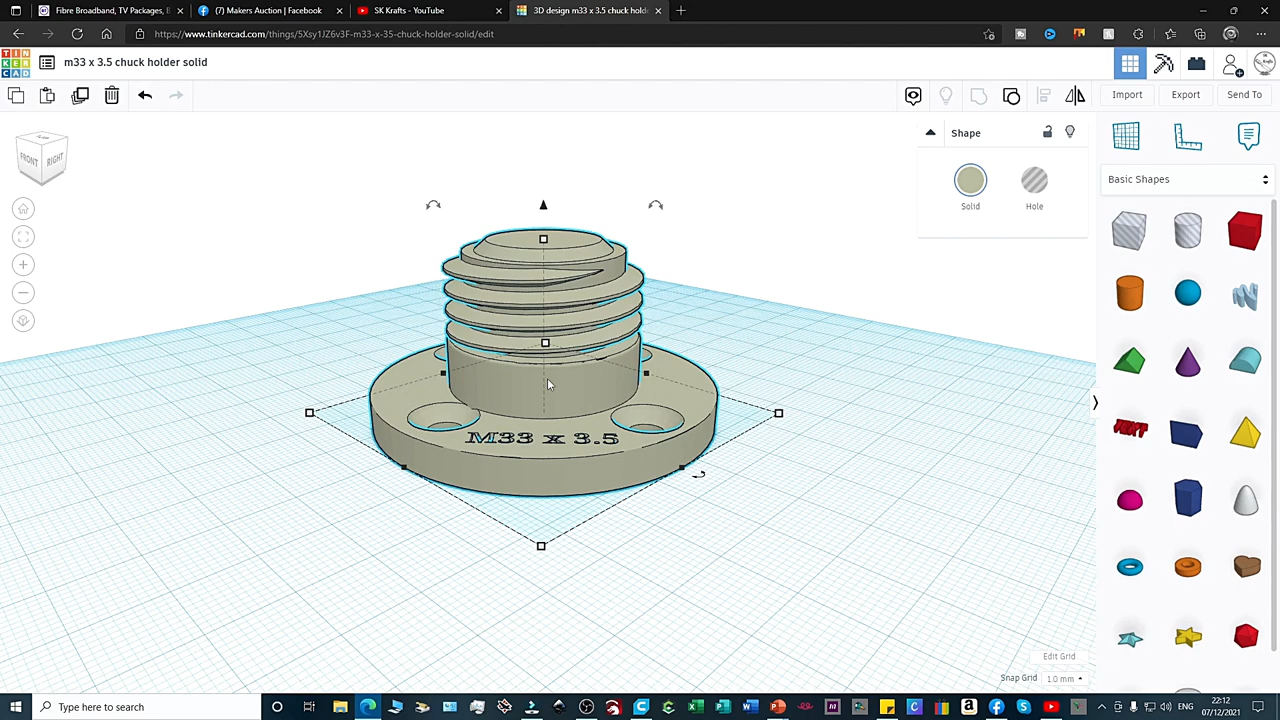 Fibre Broadband, TV Packages, B
(7) Makers Auction | Facebook
SK Krafts - YouTube
3D design m33 x 3.5 chuck hold
https://www.tinkercad.com/things/5Xsy1JZ6v3F-m33-x-35-chuck-holder-solid/edit
TIN
KER
CAD
m33 x 3.5 chuck holder solid
Import
Export
Send To
FRONT
RIGHT
Shape
Solid
Hole
Basic Shapes
TEXT
M33 x 3.5
Edit Grid
Snap Grid
1.0 mm
Type here to search
ENG
22:12
07/12/2021